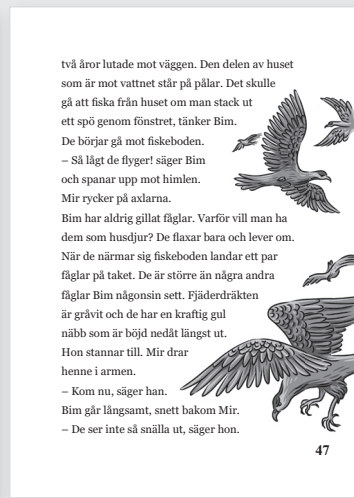 två åror lutade mot väggen. Den delen av huset
som är mot vattnet står på pålar. Det skulle
gå att fiska från huset om man stack ut
ett spö genom fönstret, tänker Bim.
De börjar gå mot fiskeboden.
– Så lågt de flyger! säger Bim
och spanar upp mot himlen.
Mir rycker på axlarna.
Bim har aldrig gillat fåglar. Varför vill man ha
dem som husdjur? De flaxar bara och lever om.
När de närmar sig fiskeboden landar ett par
fåglar på taket. De är större än några andra
fåglar Bim någonsin sett. Fjäderdräkten
är gråvit och de har en kraftig gul
näbb som är böjd nedåt längst ut.
Hon stannar till. Mir drar
henne i armen.
– Kom nu, säger han.
Bim går långsamt, snett bakom Mir.
– De ser inte så snälla ut, säger hon.
47